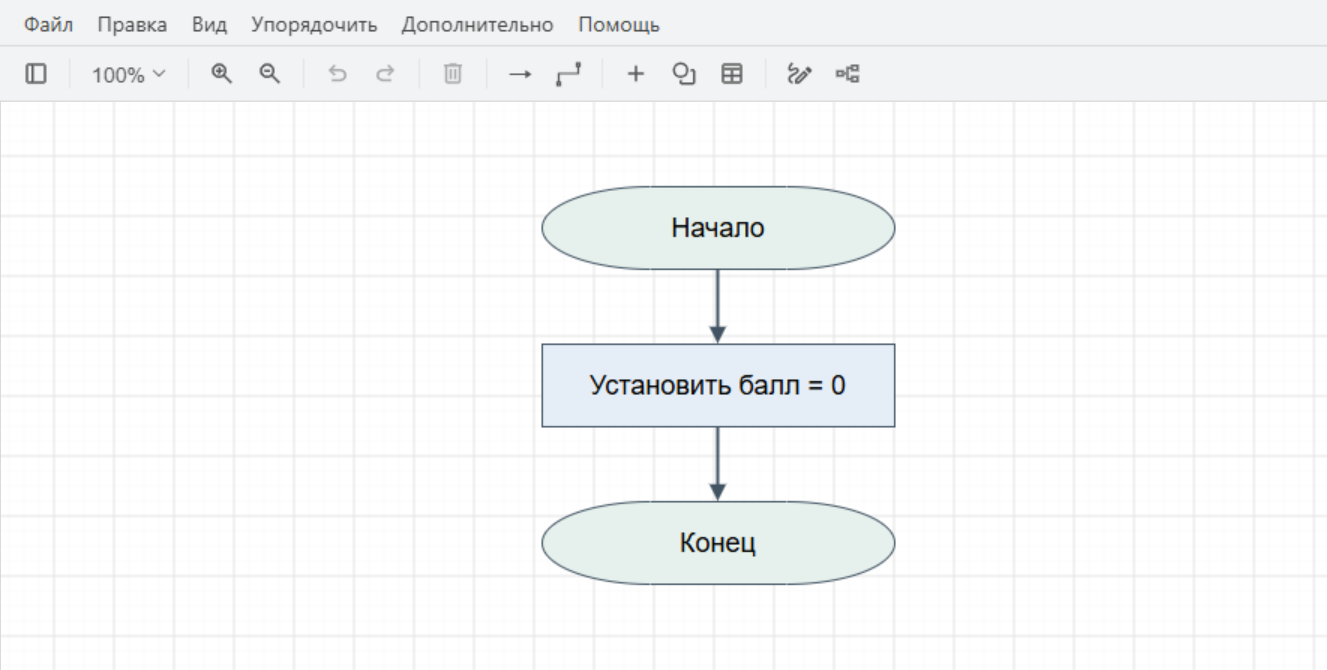 Файл Правка Вид Упорядочить Дополнительно Помощь
100%
Начало
Установить балл = 0
Конец